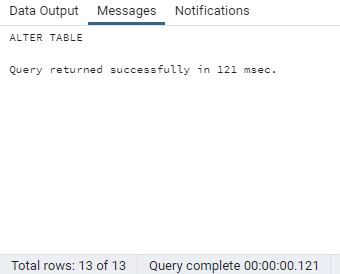 Data Output Messages Notifications
ALTER TABLE
Query returned successfully in 121 msec.
Total rows: 13 of 13 Query complete 00:00:00.121